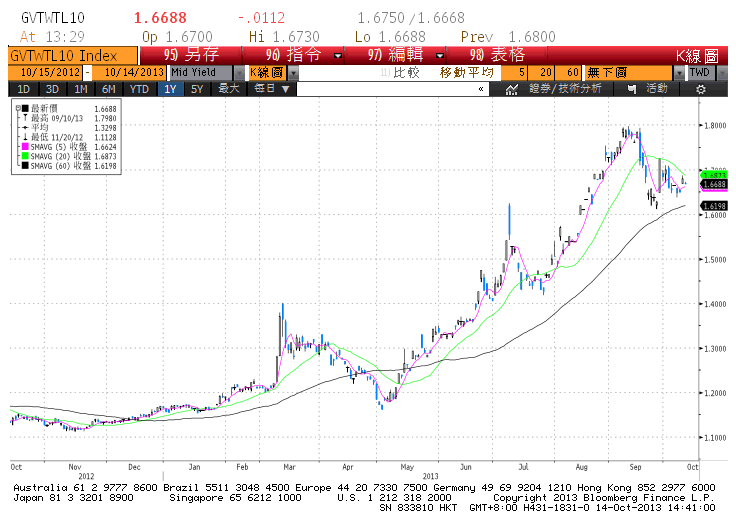 GVTWTL10 1.6688 -.0112 1.6750/1.6668
At 13:29 Op 1.6700 Hi 1.6730 Lo 1.6688 Prev 1.6800
GVTWTL10 Index 95) 另存 96) 指令 97) 編輯 98) 表格 K線圖
10/15/2012 - 10/14/2013 Mid Yield K線圖 比較 移動平均 5 20 60 無下圖 TWD
1D 3D 1M 6M YTD 1Y 5Y 最大 每日 ▼ « 證券/技術分析 活動
最新價 1.6688
最高 09/10/13 1.7980
平均 1.3298
最低 11/20/12 1.1128
SMAVG (5) 收盤 1.6624
SMAVG (20) 收盤 1.6873
SMAVG (60) 收盤 1.6198
1.8000
1.7000
1.6873
1.6688
1.6198
1.6000
1.5000
1.4000
1.3000
1.2000
1.1000
Oct Nov Dec Jan Feb Mar Apr May Jun Jul Aug Sep Oct
2012 2013
Australia 61 2 9777 8600 Brazil 5511 3048 4500 Europe 44 20 7330 7500 Germany 49 69 9204 1210 Hong Kong 852 2977 6000
Japan 81 3 3201 8900 Singapore 65 6212 1000 U.S. 1 212 318 2000 Copyright 2013 Bloomberg Finance L.P.
SN 833810 HKT GMT+8:00 H431-1831-0 14-Oct-2013 14:41:00